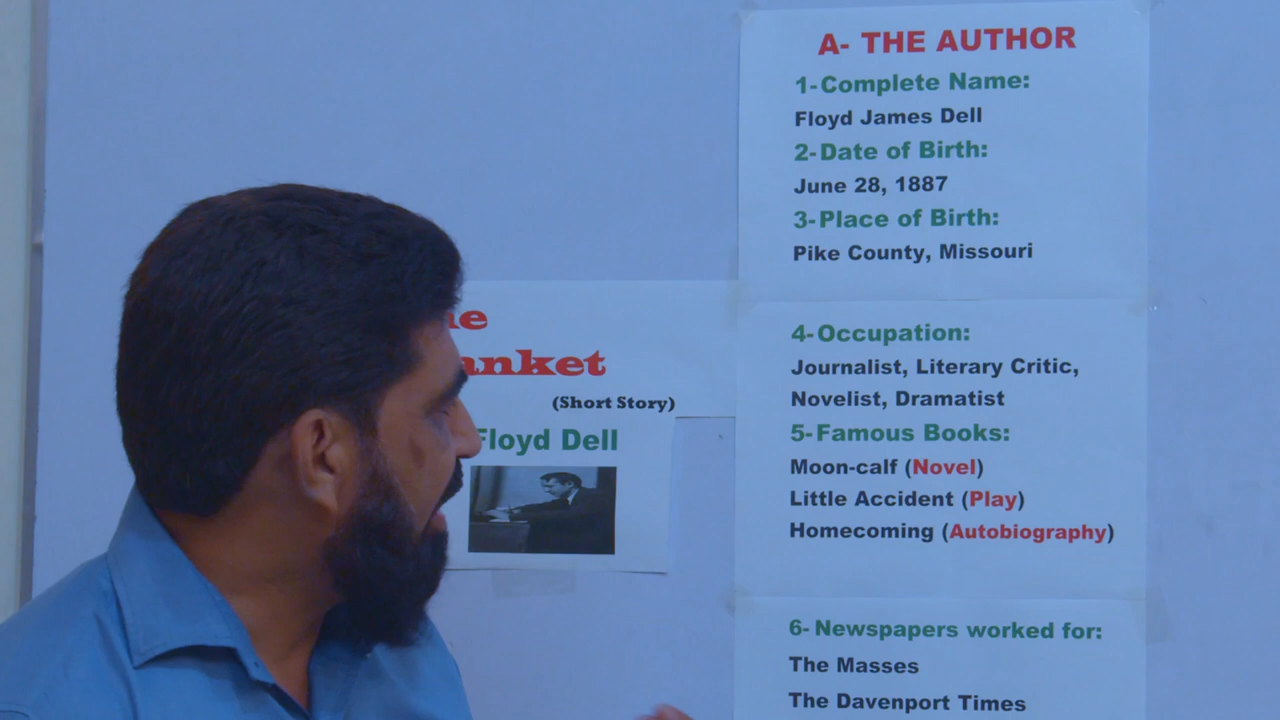 A- THE AUTHOR
1-Complete Name:
Floyd James Dell
2-Date of Birth:
June 28, 1887
3-Place of Birth:
Pike County, Missouri
4-Occupation:
Journalist, Literary Critic,
Novelist, Dramatist
5-Famous Books:
Moon-calf (Novel)
Little Accident (Play)
Homecoming (Autobiography)
6- Newspapers worked for:
The Masses
The Davenport Times
(Short Story)
Floyd Dell